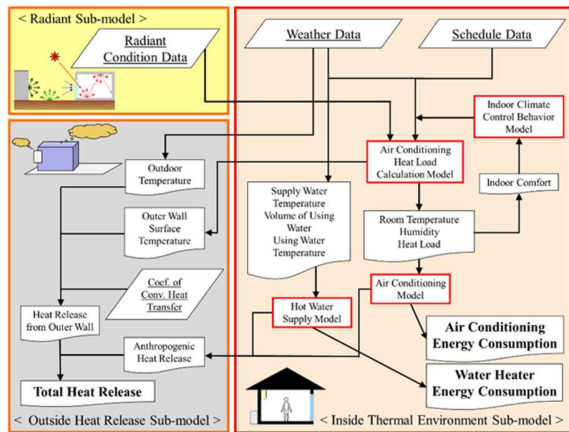 < Radiant Sub-model >
Radiant
Condition Data
Weather Data
Schedule Data
Indoor Climate
Control Behavior
Model
Air Conditioning
Heat Load
Calculation Model
Outdoor
Temperature
Supply Water
Temperature
Volume of Using
Water
Using Water
Temperature
Indoor Comfort
Outer Wall
Surface
Temperature
Room Temperature
Humidity
Heat Load
Coef. of
Conv. Heat
Transfer
Air Conditioning
Model
Heat Release
from Outer Wall
Hot Water
Supply Model
Air Conditioning
Energy Consumption
Anthropogenic
Heat Release
Water Heater
Energy Consumption
Total Heat Release
< Outside Heat Release Sub-model >
< Inside Thermal Environment Sub-model >